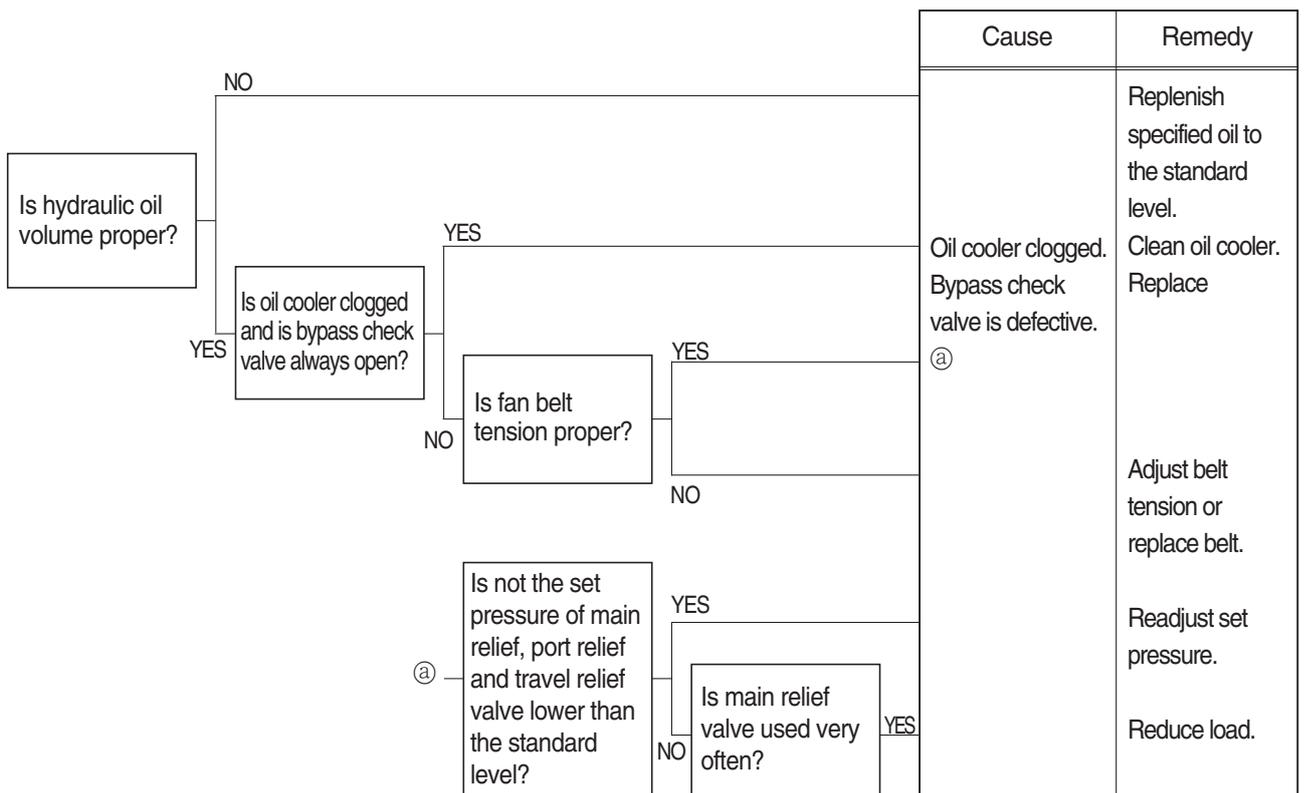 Cause
Remedy
NO
Is hydraulic oil
volume proper?
YES
Is oil cooler clogged
and is bypass check
valve always open?
YES
NO
Is fan belt
tension proper?
YES
NO
Replenish
specified oil to
the standard
level.
Oil cooler clogged.
Clean oil cooler.
Bypass check
valve is defective.
Replace
ⓐ
Adjust belt
tension or
replace belt.
ⓐ
Is not the set
pressure of main
relief, port relief
and travel relief
valve lower than
the standard
level?
YES
Readjust set
pressure.
NO
Is main relief
valve used very
often?
YES
Reduce load.